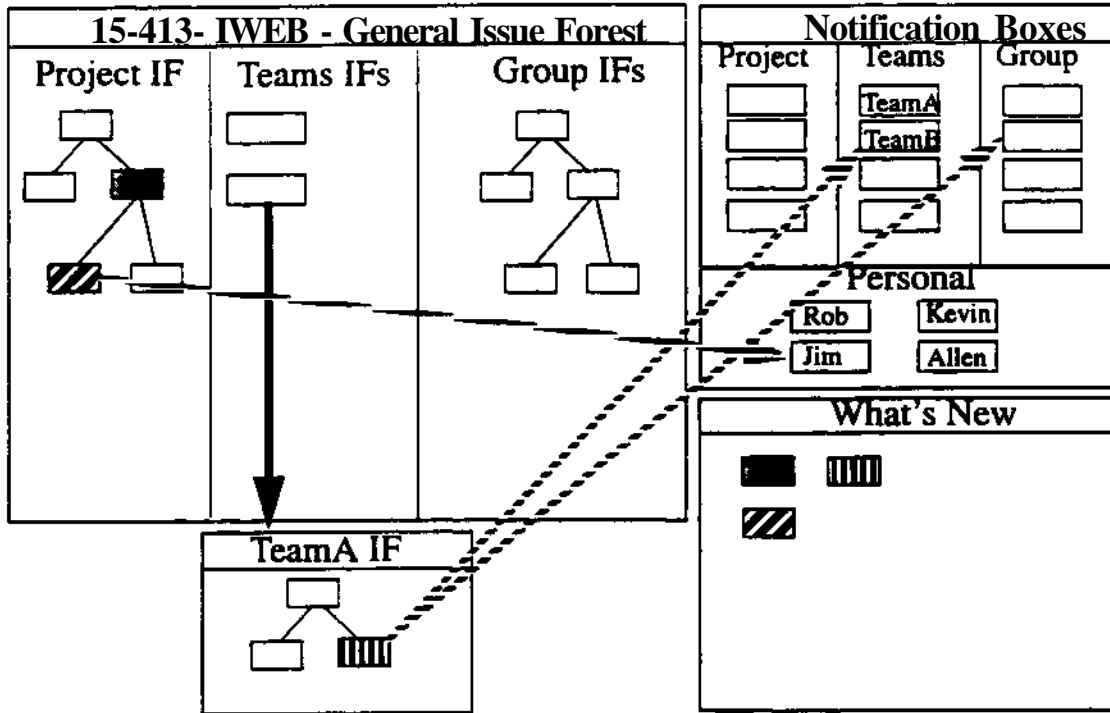 15-413- IWEB - General Issue Forest
Project IF
Teams IFs
Group IFs
Notification Boxes
Project
Teams
Group
TeamA
TeamB
Personal
Rob
Kevin
Jim
Allen
What's New
TeamA IF